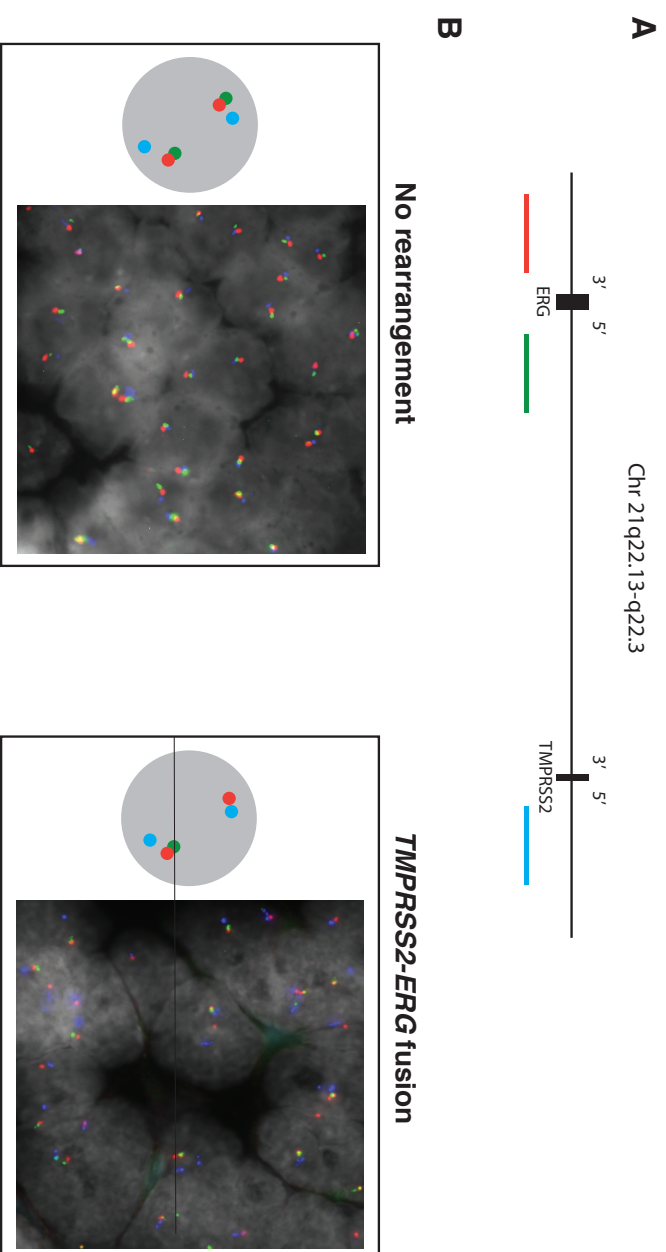 A
Chr 21q22.13-q22.3
3’ 5’
3’ 5’
ERG
TMPRSS2
B
No rearrangement
TMPRSS2-ERG fusion